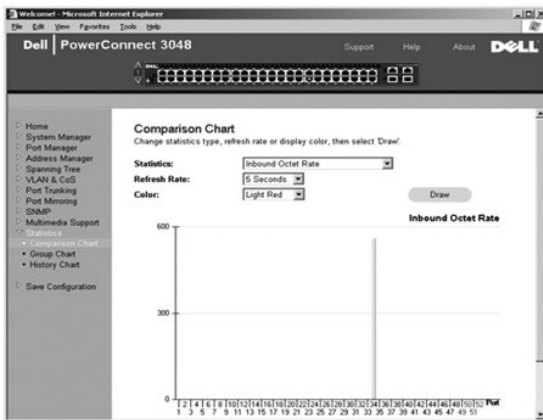 Welcome! - Microsoft Internet Explorer
File Edit View Favorites Tools Help
Dell | PowerConnect 3048
Support Help About DELL
Home
System Manager
Port Manager
Address Manager
Spanning Tree
VLAN & CoS
Port Trunking
Port Mirroring
SNMP
Multimedia Support
Statistics
Comparison Chart
Group Chart
History Chart
Save Configuration
Comparison Chart
Change statistics type, refresh rate or display color, then select 'Draw'.
Statistics: Inbound Octet Rate
Refresh Rate: 5 Seconds
Color: Light Red Draw
Inbound Octet Rate
600
300
0
2 4 6 8 10 12 14 16 18 20 22 24 26 28 30 32 34 36 38 40 42 44 46 48 50 52 Port
1 3 5 7 9 11 13 15 17 19 21 23 25 27 29 31 33 35 37 39 41 43 45 47 49 51